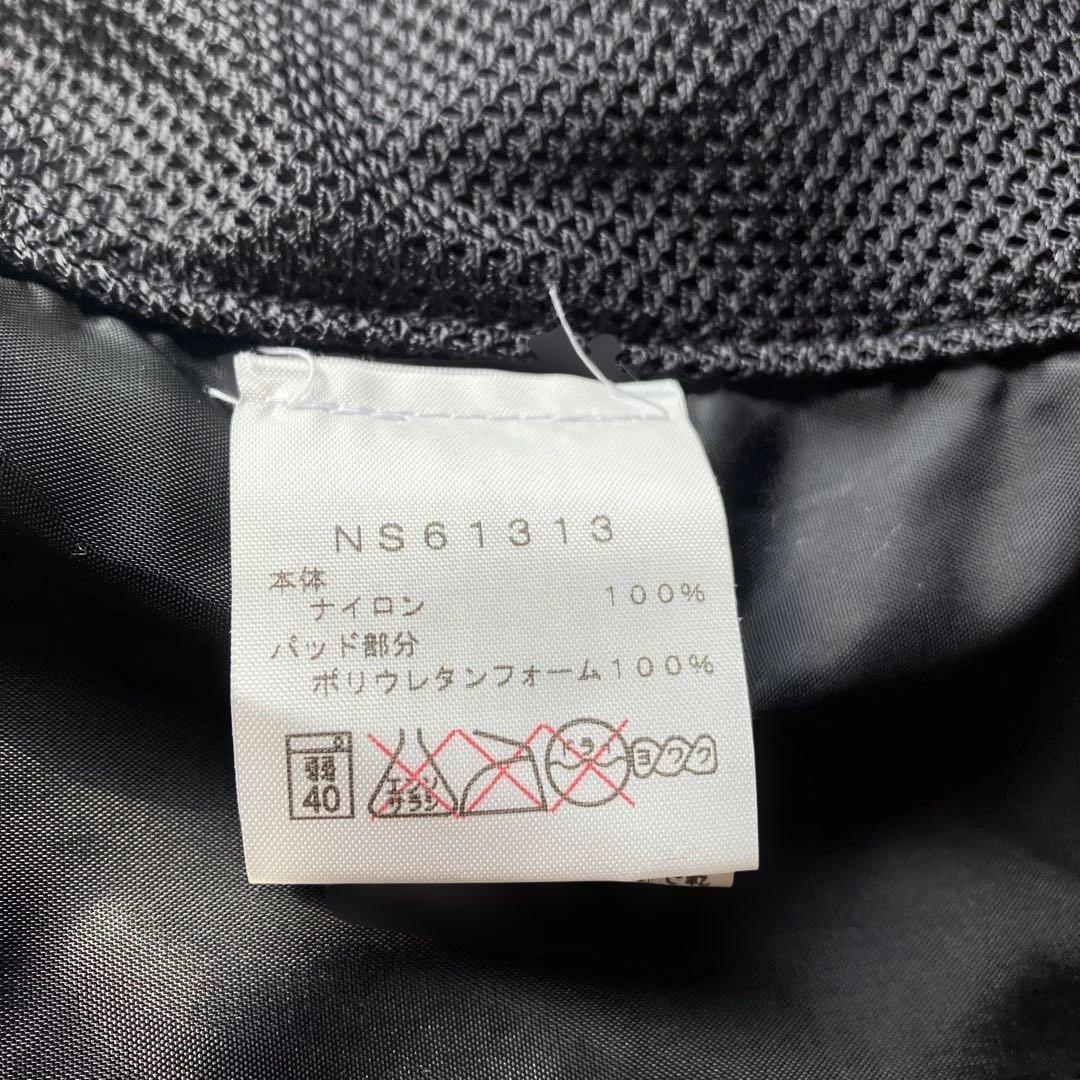 NS61313
本体
ナイロン 100%
パッド部分
ポリウレタンフォーム100%
弱 40 エンソサラシ ドライ ヨワク